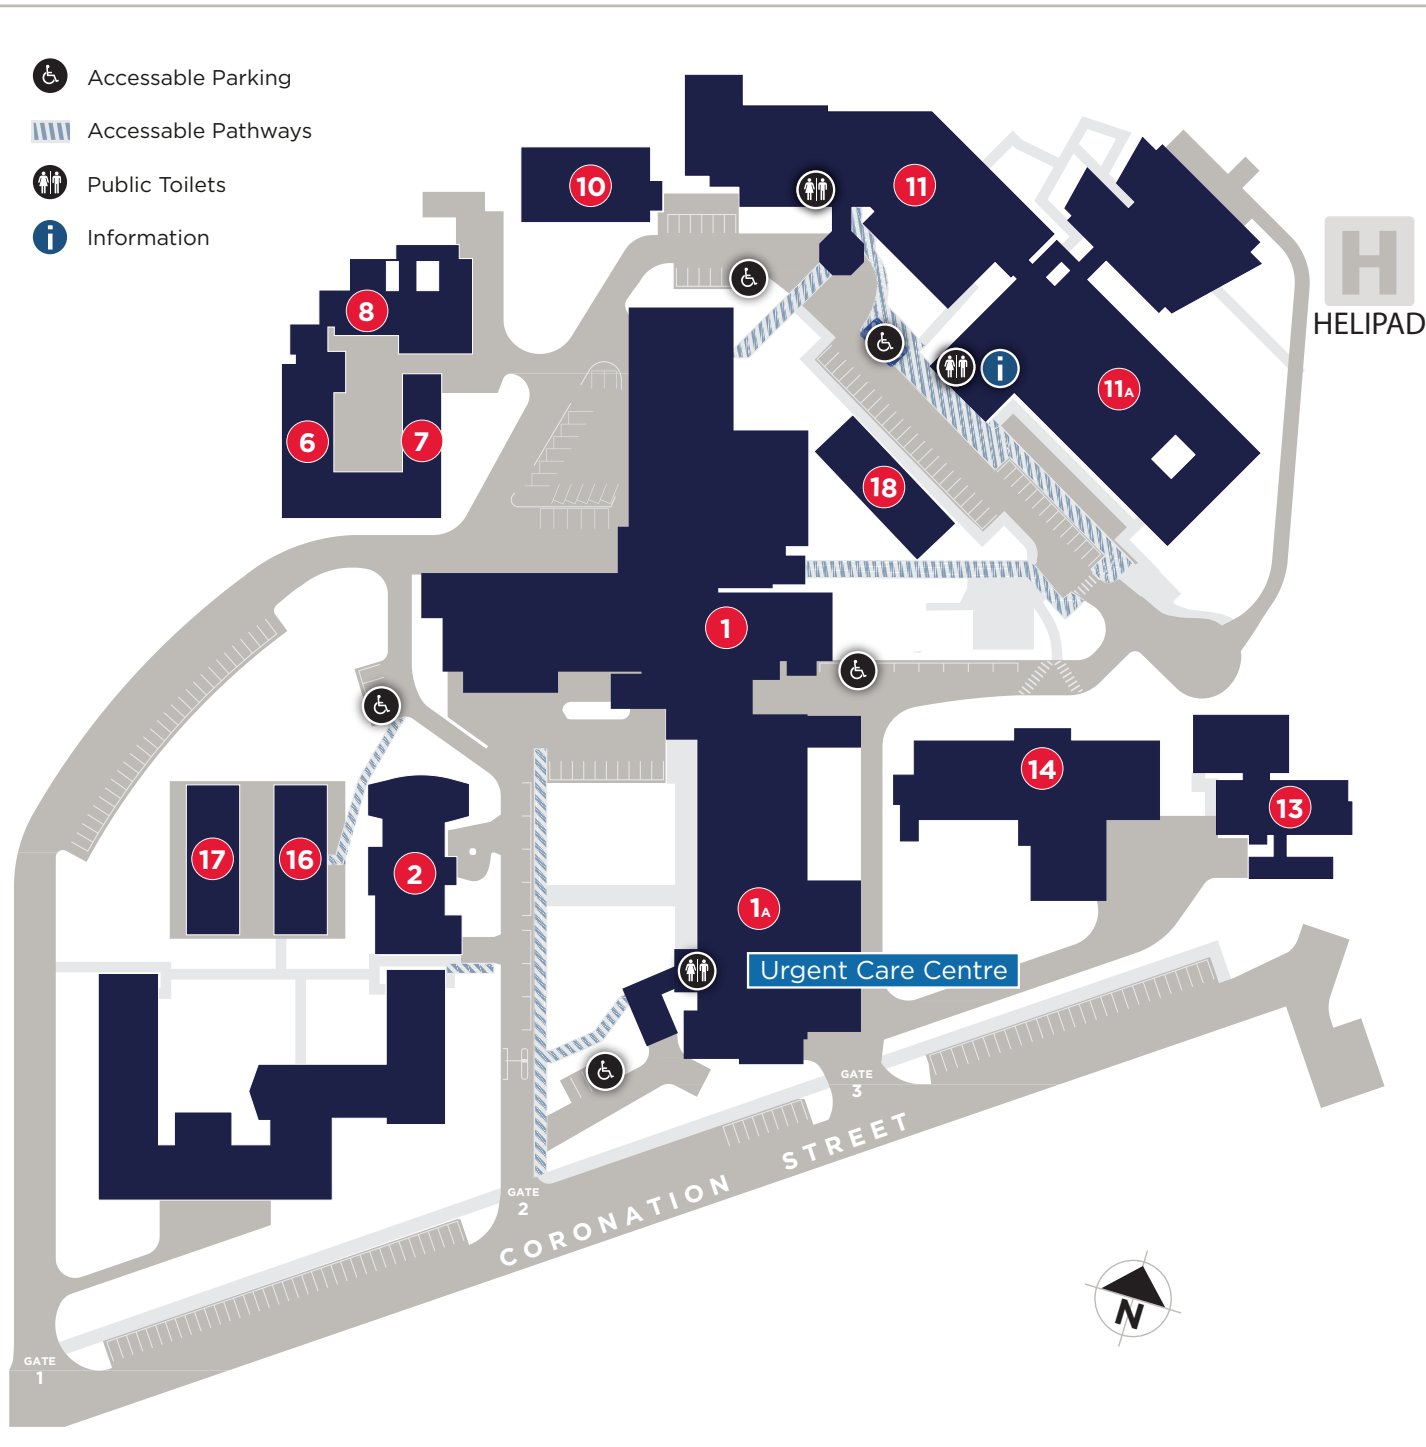 Accessable Parking
Accessable Pathways
Public Toilets
i
Information
10
11
H
HELIPAD
8
i
11A
6
7
18
1
14
13
17
16
2
1A
Urgent Care Centre
GATE
3
GATE
2
CORONATION STREET
N
GATE
1